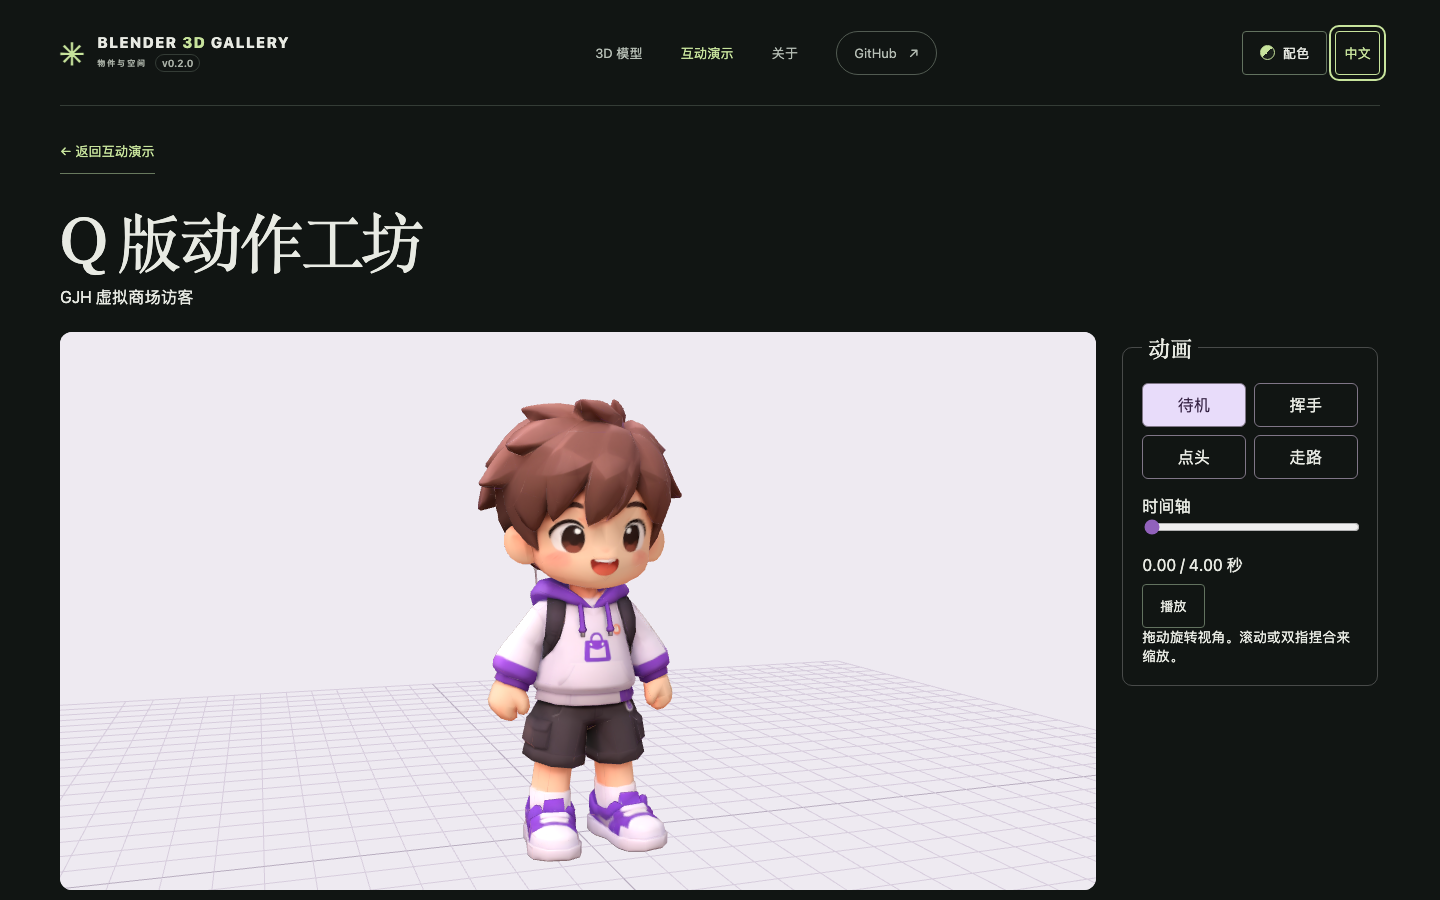 BLENDER 3D GALLERY
物件与空间 v0.2.0
3D 模型
互动演示
关于
GitHub ↗
配色
中文
← 返回互动演示
Q 版动作工坊
GJH 虚拟商场访客
动画
待机
挥手
点头
走路
时间轴
0.00 / 4.00 秒
播放
拖动旋转视角。滚动或双指捏合来
缩放。